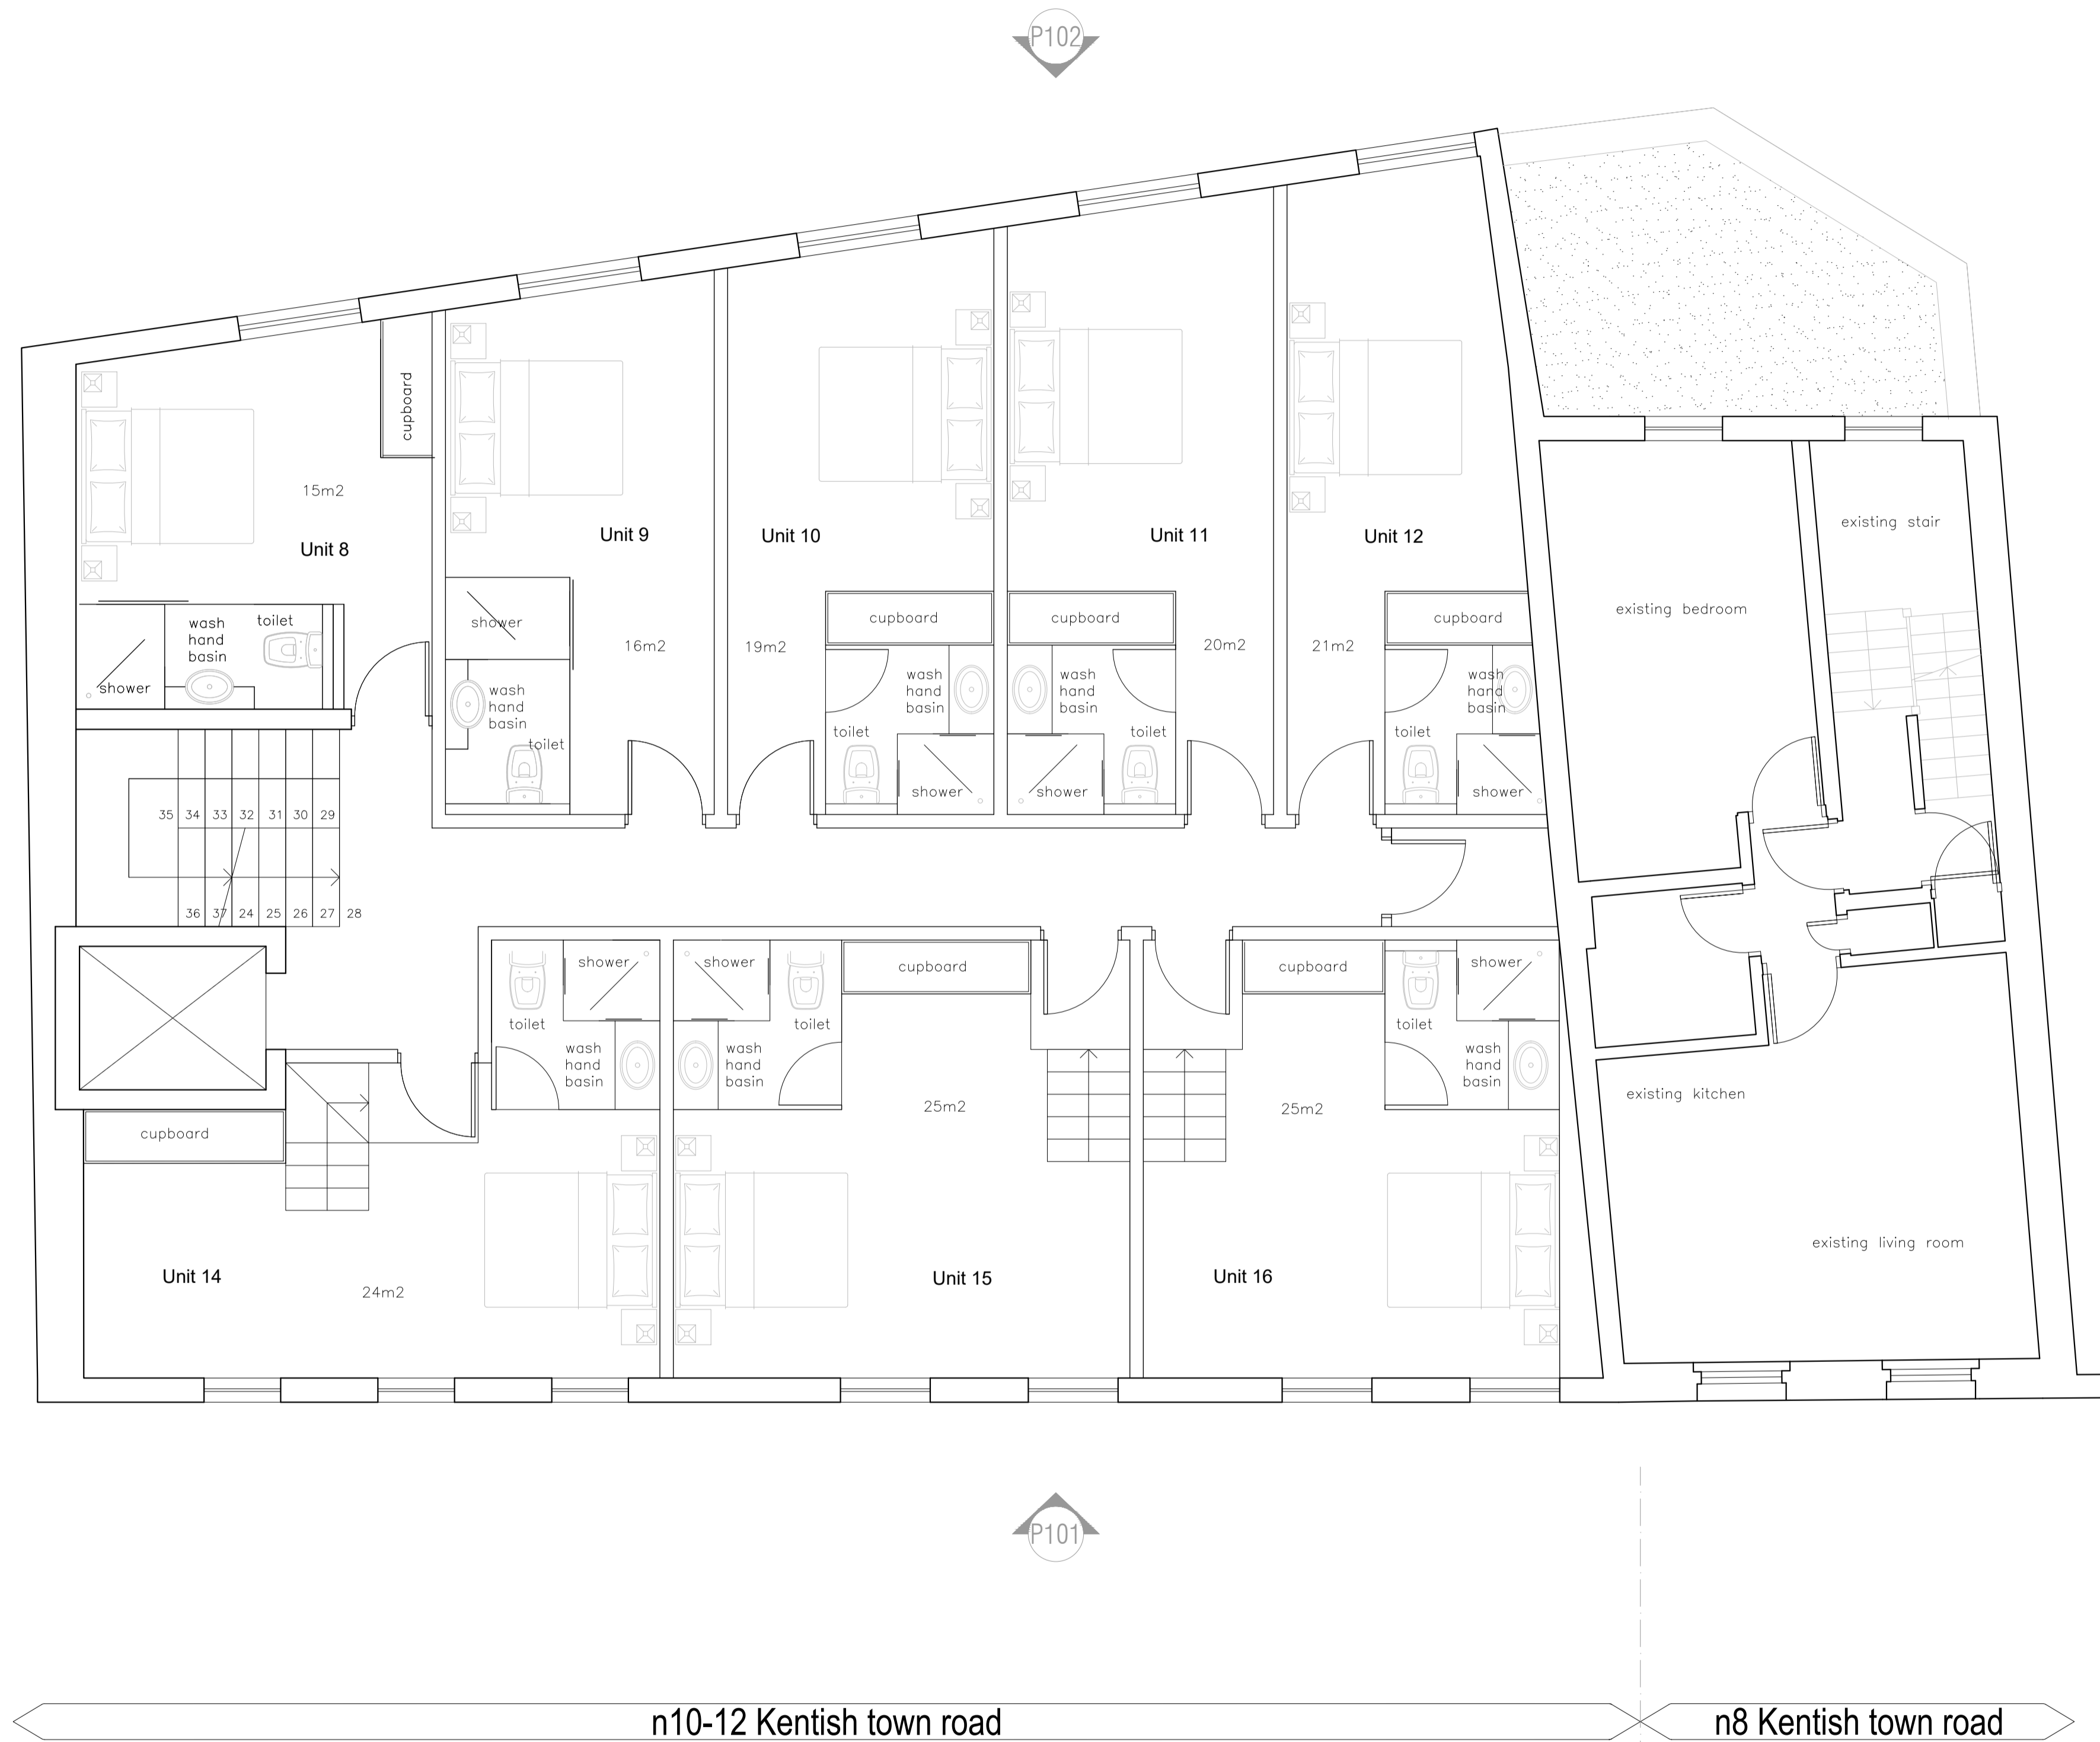 P102
cupboard
15m2
Unit 8
Unit 9
Unit 10
Unit 11
Unit 12
existing stair
existing bedroom
shower
wash
hand
basin
toilet
shower
16m2
wash
hand
basin
toilet
19m2
cupboard
wash
hand
basin
toilet
shower
cupboard
wash
hand
basin
toilet
shower
20m2
21m2
cupboard
wash
hand
basin
toilet
shower
35 34 33 32 31 30 29
36 37 24 25 26 27 28
shower
toilet
wash
hand
basin
shower
toilet
wash
hand
basin
cupboard
25m2
cupboard
25m2
toilet
shower
wash
hand
basin
existing kitchen
existing living room
cupboard
Unit 14
24m2
Unit 15
Unit 16
P101
n10-12 Kentish town road
n8 Kentish town road